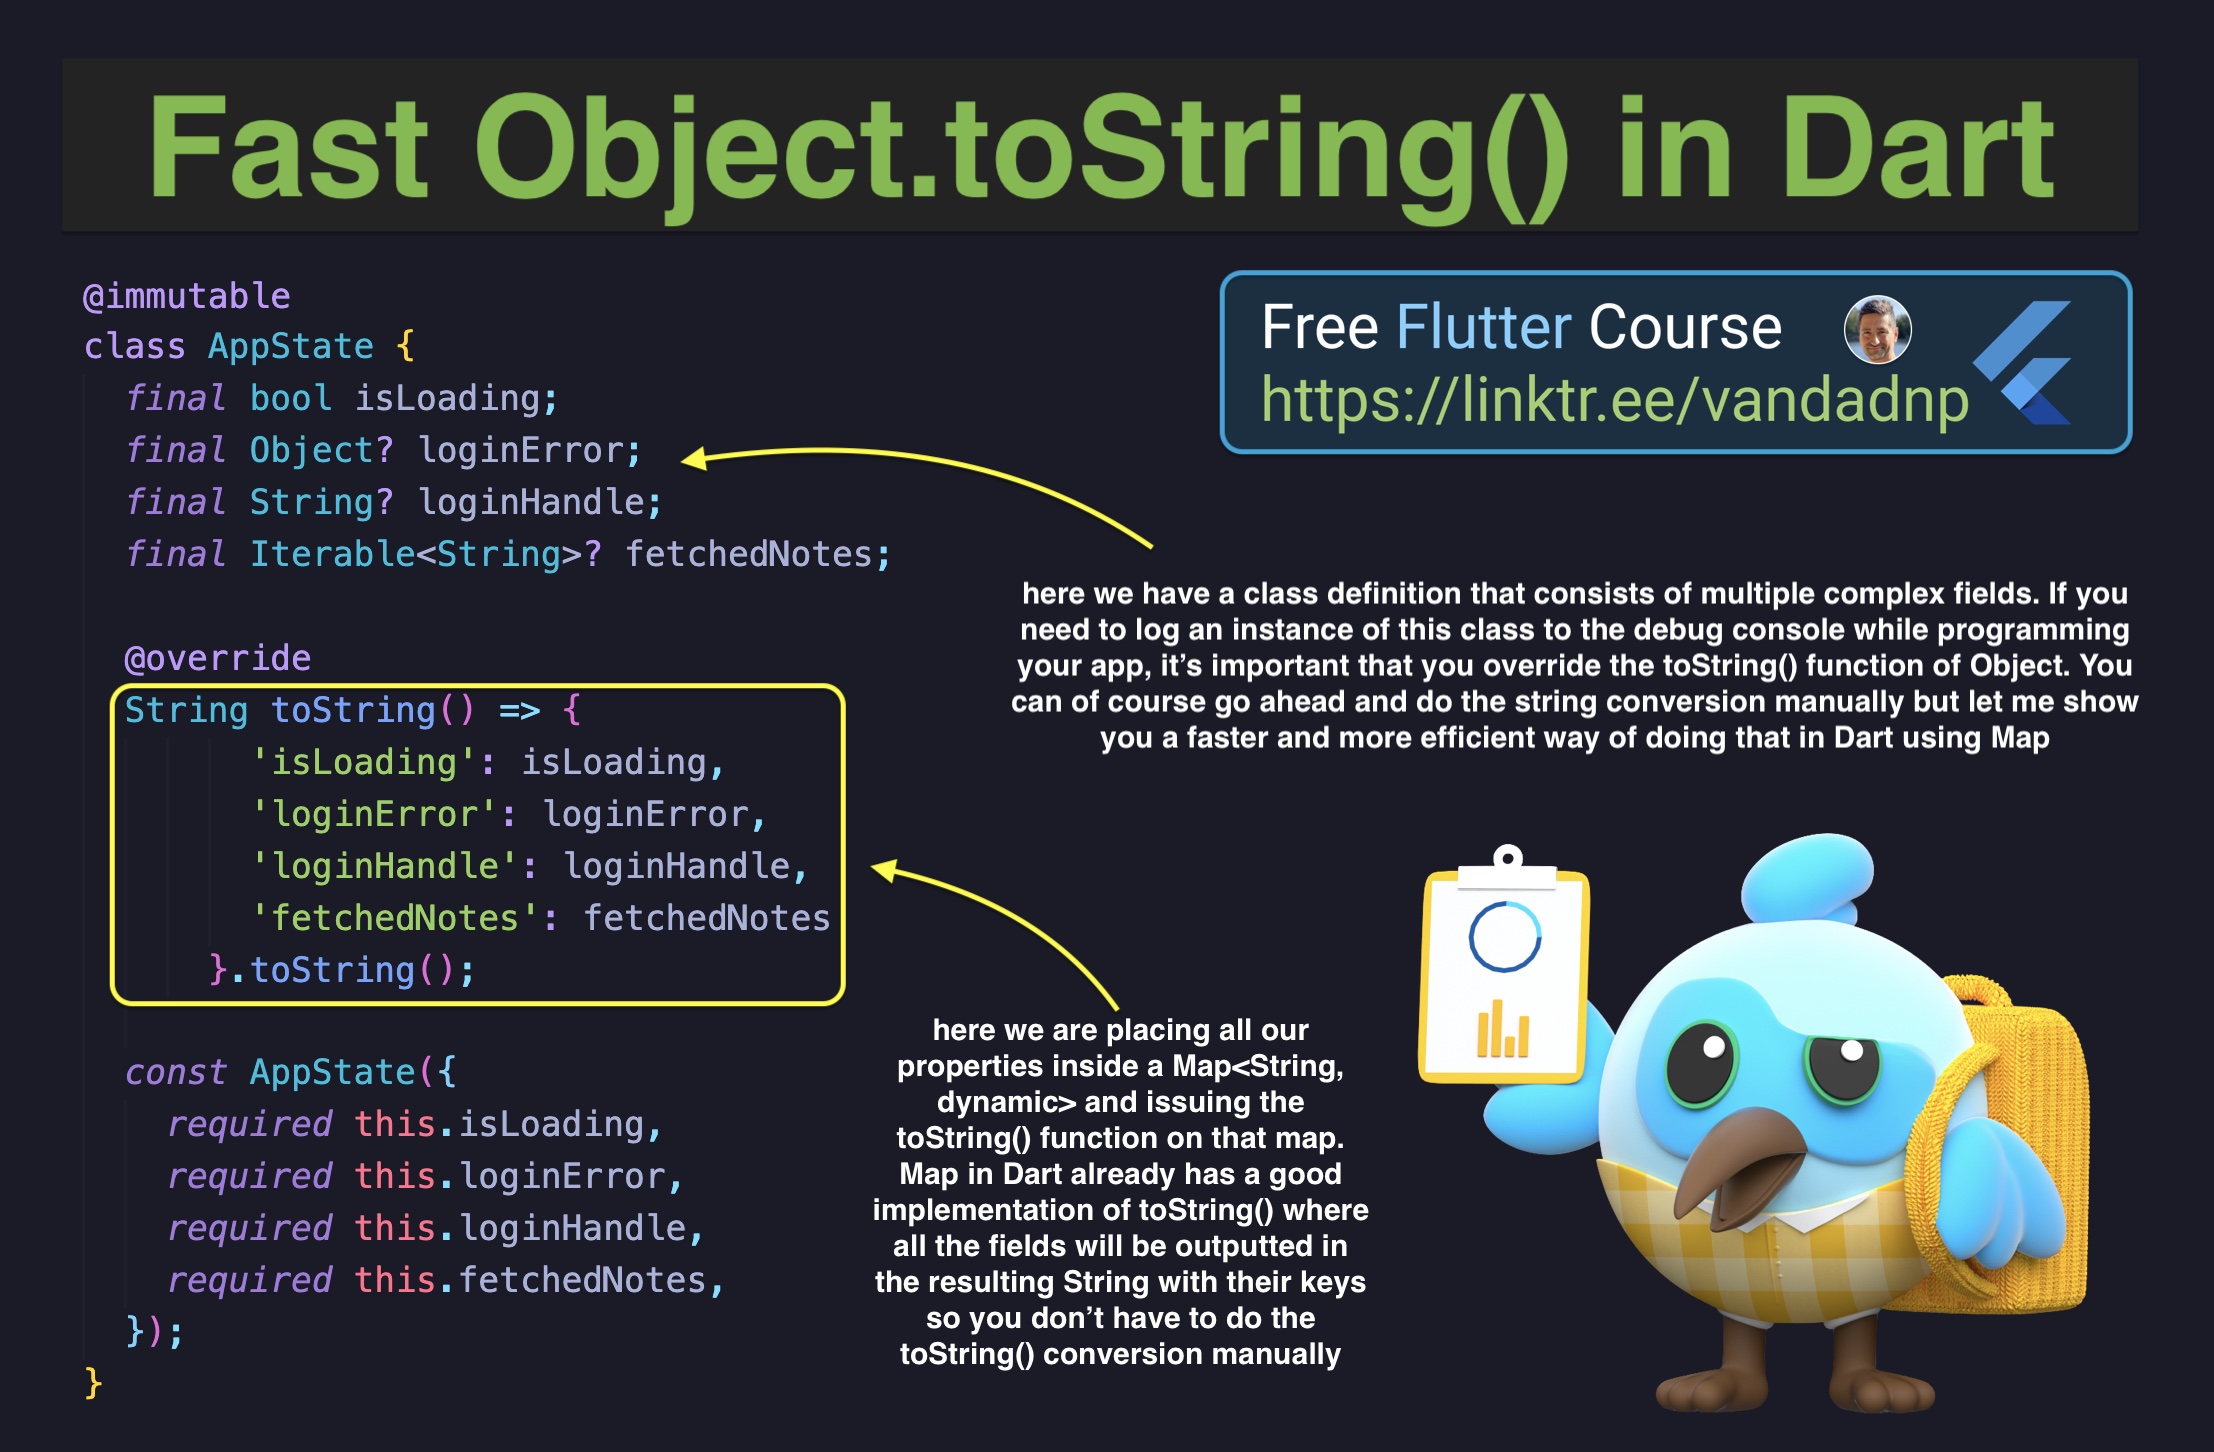 Fast Object.toString() in Dart
@immutable
class AppState {
final bool isLoading;
final Object? loginError;
final String? loginHandle;
final Iterable<String>? fetchedNotes;
@override
String toString() => {
'isLoading': isLoading,
'loginError': loginError,
'loginHandle': loginHandle,
'fetchedNotes': fetchedNotes
}.toString();
const AppState({
required this.isLoading,
required this.loginError,
required this.loginHandle,
required this.fetchedNotes,
});
}
Free Flutter Course
https://linktr.ee/vandadnp
here we have a class definition that consists of multiple complex fields. If you
need to log an instance of this class to the debug console while programming
your app, it’s important that you override the toString() function of Object. You
can of course go ahead and do the string conversion manually but let me show
you a faster and more efficient way of doing that in Dart using Map
here we are placing all our
properties inside a Map<String,
dynamic> and issuing the
toString() function on that map.
Map in Dart already has a good
implementation of toString() where
all the fields will be outputted in
the resulting String with their keys
so you don’t have to do the
toString() conversion manually